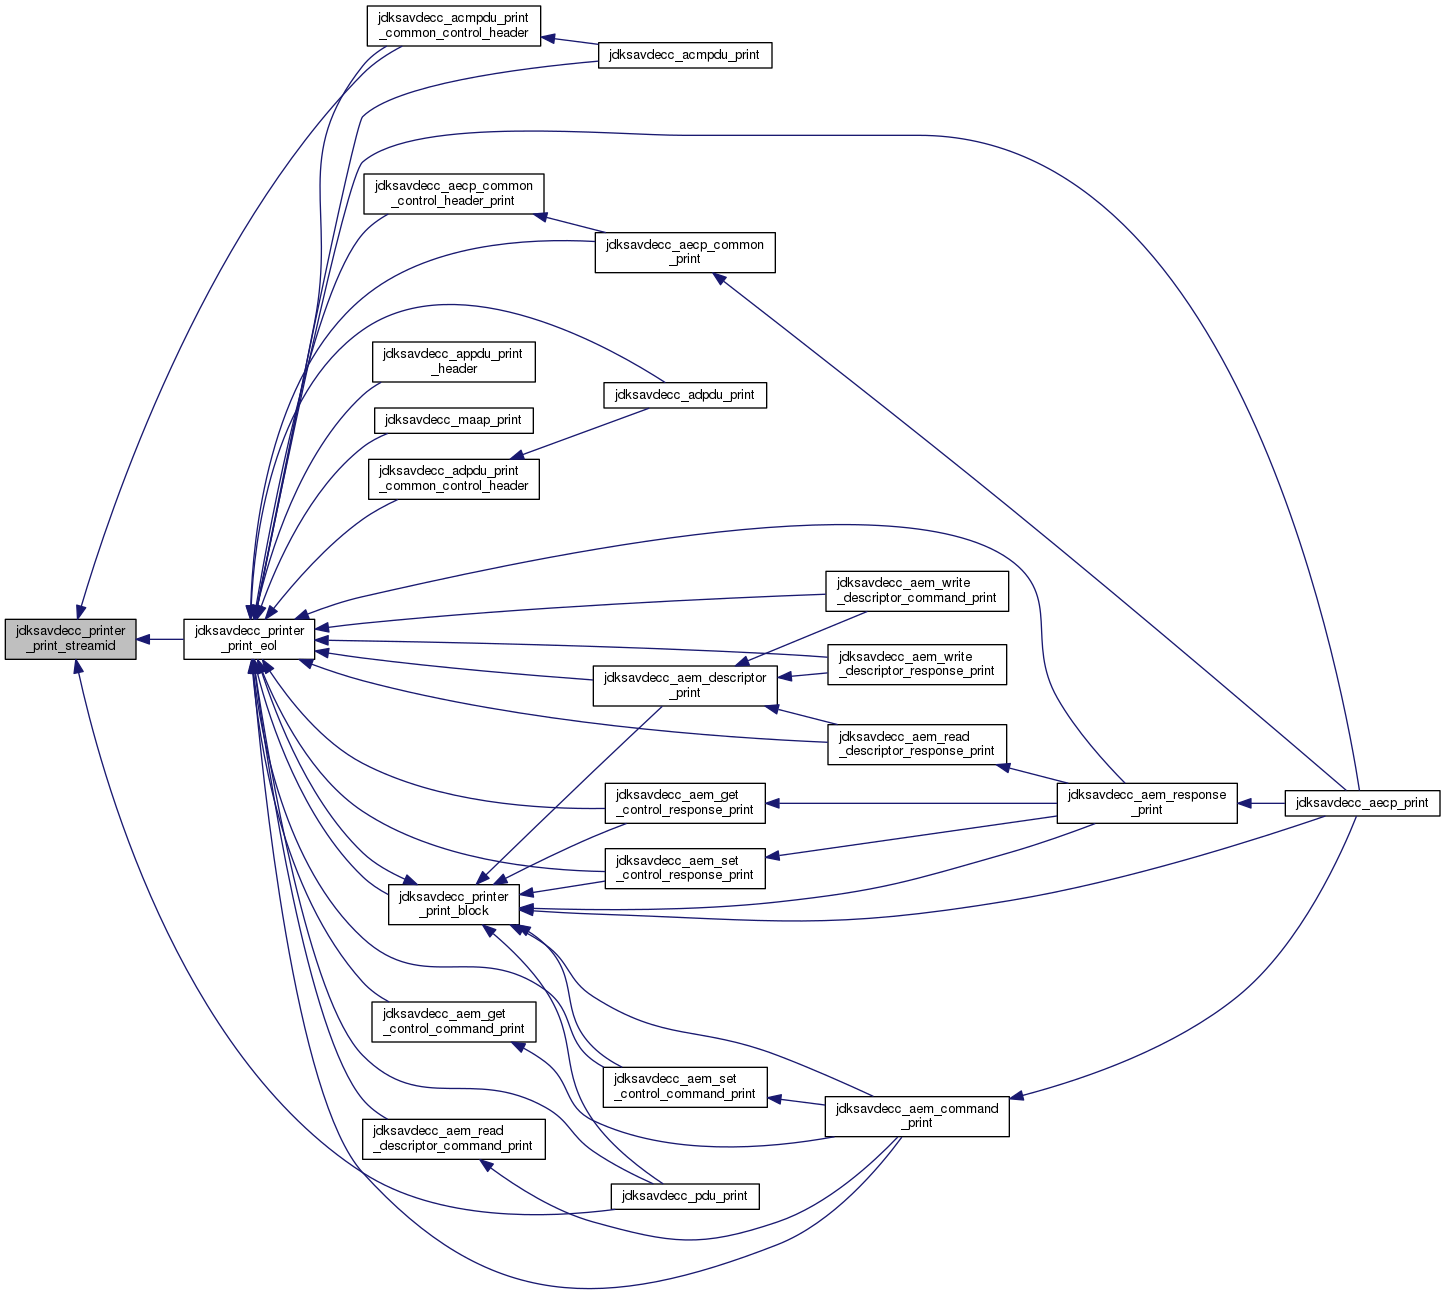 jdksavdecc_acmpdu_print
_common_control_header
jdksavdecc_acmpdu_print
jdksavdecc_aecp_common
_control_header_print
jdksavdecc_aecp_common
_print
jdksavdecc_appdu_print
_header
jdksavdecc_adpdu_print
jdksavdecc_maap_print
jdksavdecc_adpdu_print
_common_control_header
jdksavdecc_aem_write
_descriptor_command_print
jdksavdecc_printer
_print_streamid
jdksavdecc_printer
_print_eol
jdksavdecc_aem_write
_descriptor_response_print
jdksavdecc_aem_descriptor
_print
jdksavdecc_aem_read
_descriptor_response_print
jdksavdecc_aem_get
_control_response_print
jdksavdecc_aem_response
_print
jdksavdecc_aecp_print
jdksavdecc_aem_set
_control_response_print
jdksavdecc_printer
_print_block
jdksavdecc_aem_get
_control_command_print
jdksavdecc_aem_set
_control_command_print
jdksavdecc_aem_command
_print
jdksavdecc_aem_read
_descriptor_command_print
jdksavdecc_pdu_print